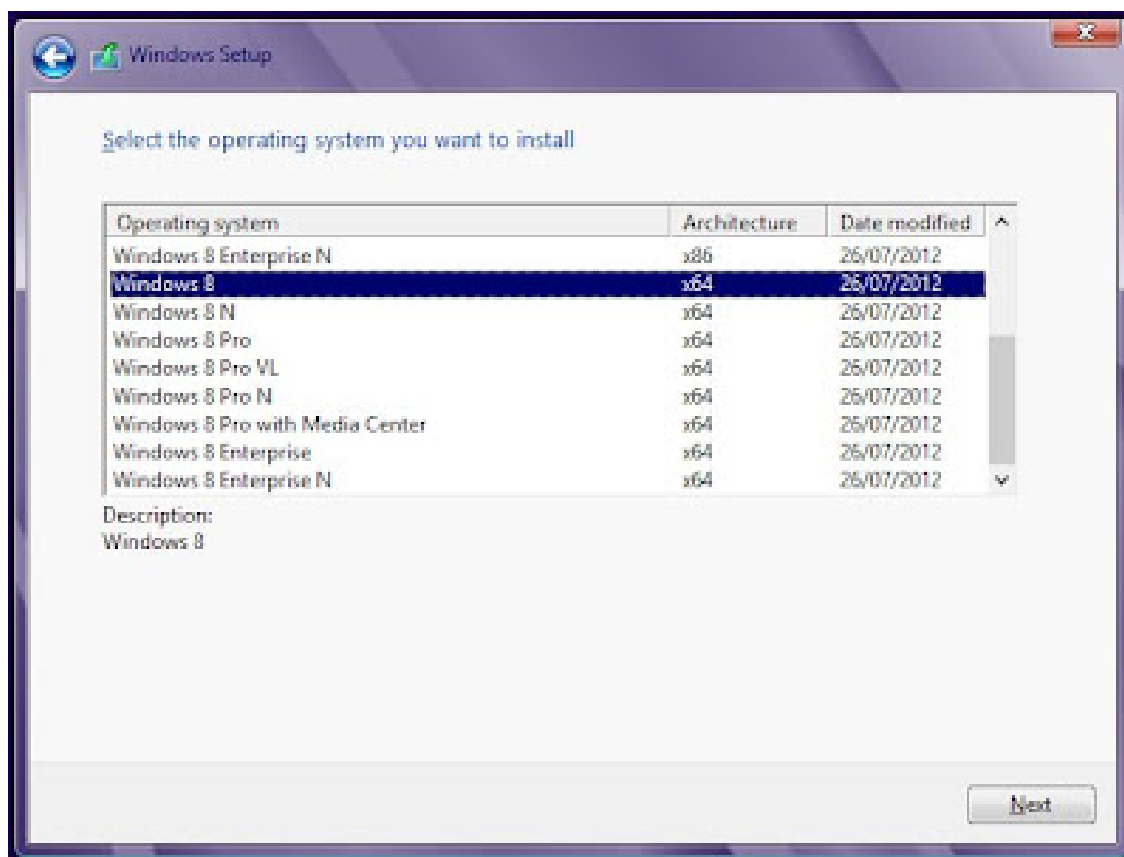 Windows Setup
Select the operating system you want to install
Operating system Architecture Date modified
Windows 8 Enterprise N x86 26/07/2012
Windows 8 x64 26/07/2012
Windows 8 N x64 26/07/2012
Windows 8 Pro x64 26/07/2012
Windows 8 Pro VL x64 26/07/2012
Windows 8 Pro N x64 26/07/2012
Windows 8 Pro with Media Center x64 26/07/2012
Windows 8 Enterprise x64 26/07/2012
Windows 8 Enterprise N x64 26/07/2012
Description:
Windows 8
Next